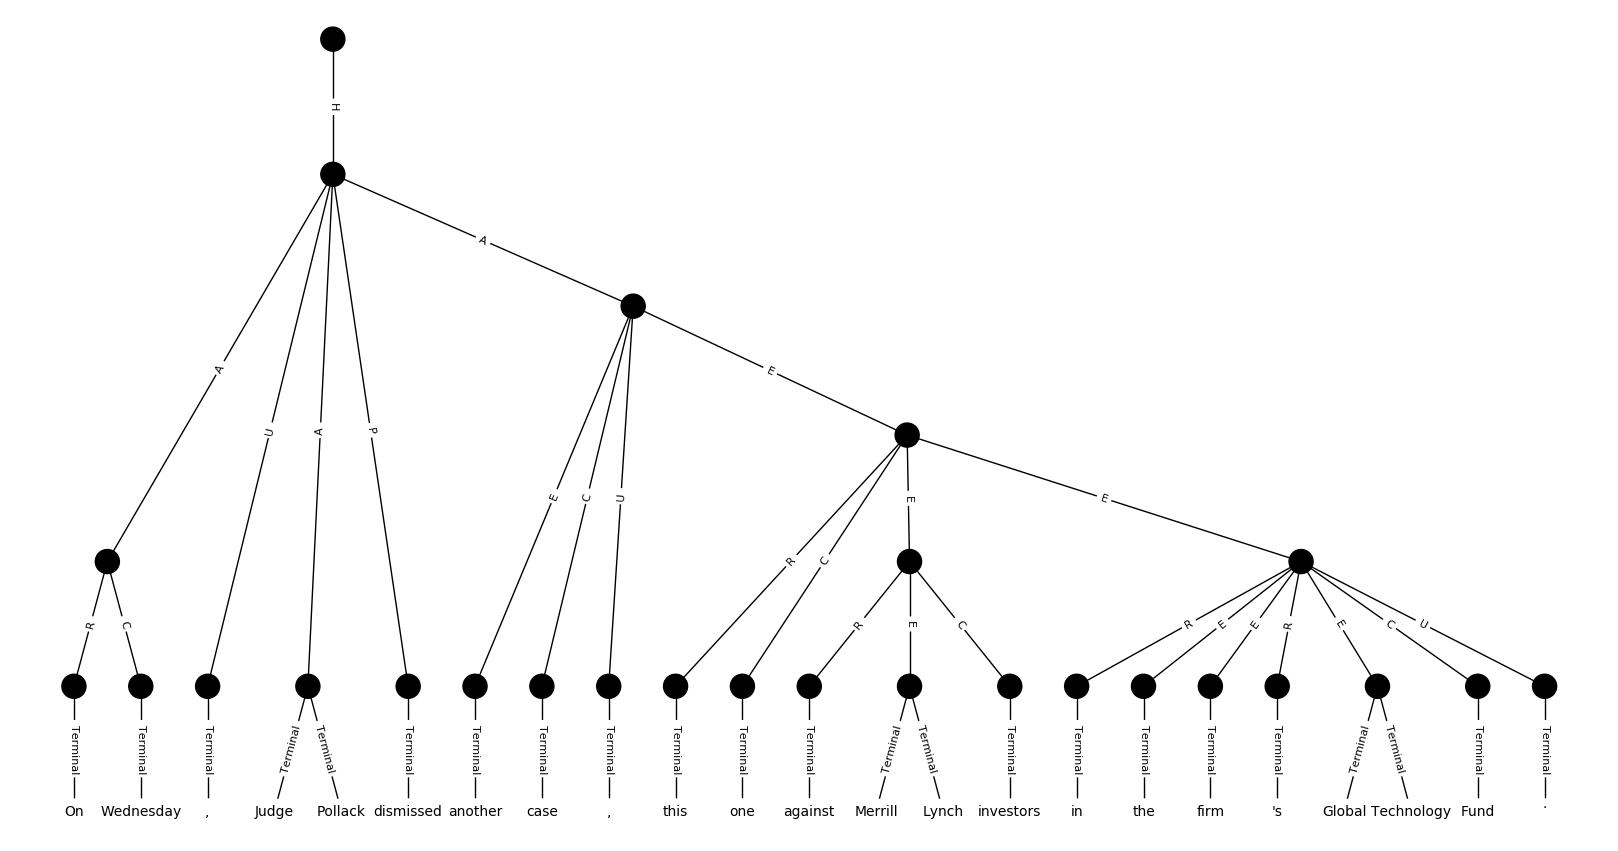 H
A
A
U
A
P
E
E
C
U
E
E
R
C
R
C
R
E
C
R
E
E
R
E
C
U
Terminal Terminal Terminal Terminal Terminal Terminal Terminal Terminal Terminal Terminal Terminal Terminal Terminal Terminal Terminal Terminal Terminal Terminal Terminal Terminal Terminal Terminal Terminal
On Wednesday , Judge Pollack dismissed another case , this one against Merrill Lynch investors in the firm 's Global Technology Fund .